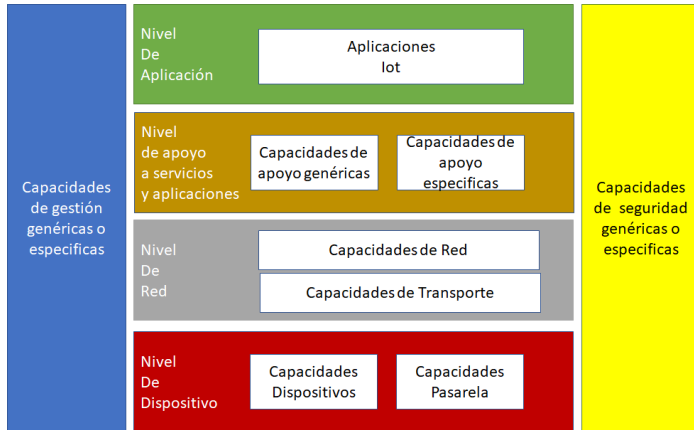 Capacidades
de gestión
genéricas o
especificas
Nivel
De
Aplicación
Aplicaciones
Iot
Nivel
de apoyo
a servicios
y aplicaciones
Capacidades de
apoyo genéricas
Capacidades de
apoyo
especificas
Nivel
De
Red
Capacidades de Red
Capacidades de Transporte
Nivel
De
Dispositivo
Capacidades
Dispositivos
Capacidades
Pasarela
Capacidades
de seguridad
genéricas o
especificas